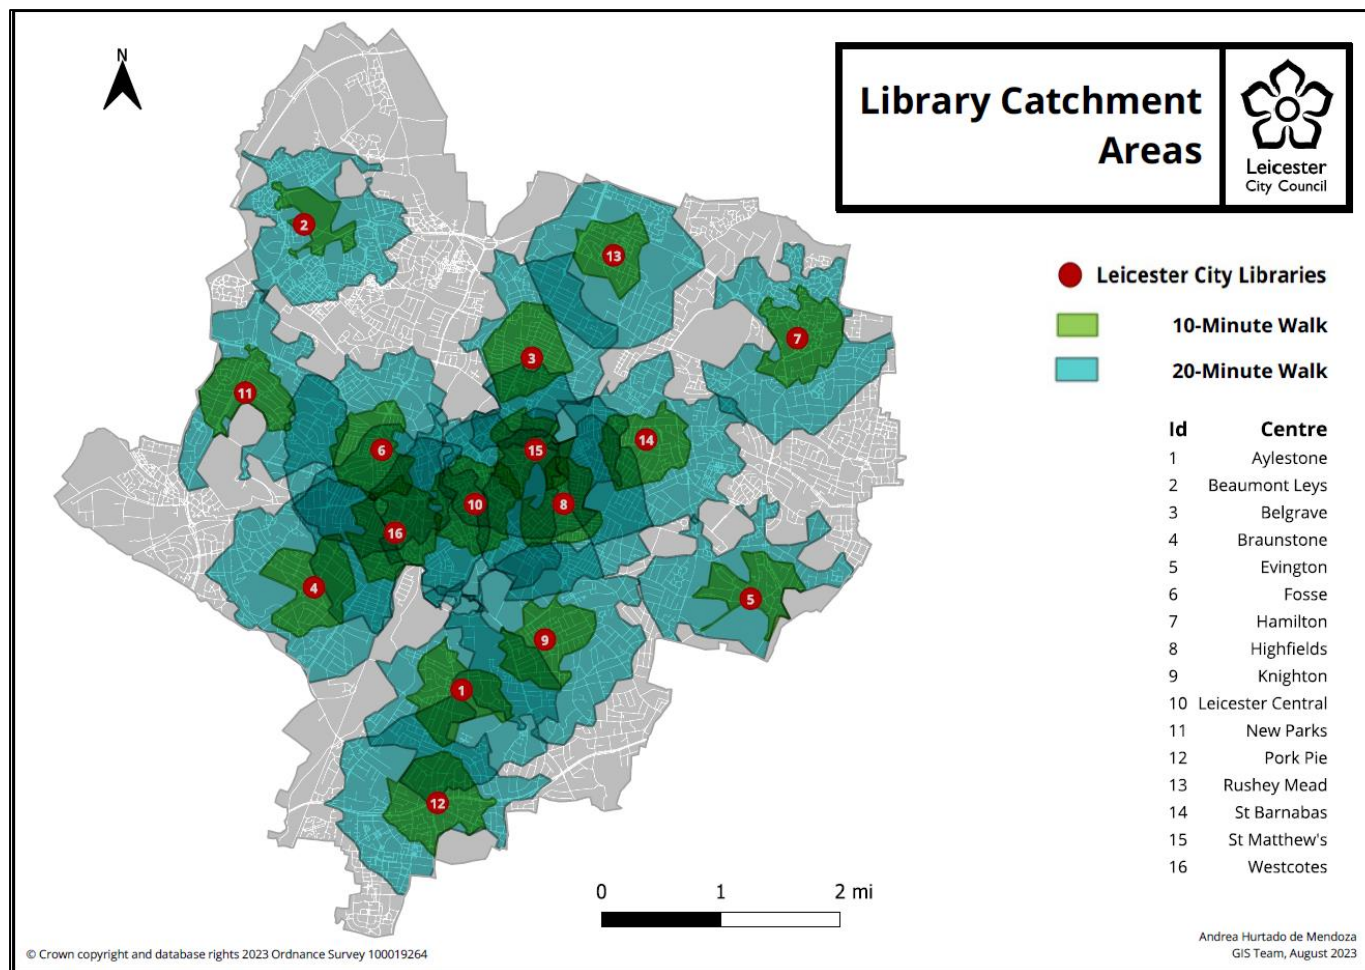 N
Library Catchment
Areas
Leicester
City Council
2
13
7
3
11
14
6
15
10
8
16
4
5
9
1
12
Leicester City Libraries
10-Minute Walk
20-Minute Walk
Id Centre
1 Aylestone
2 Beaumont Leys
3 Belgrave
4 Braunstone
5 Evington
6 Fosse
7 Hamilton
8 Highfields
9 Knighton
10 Leicester Central
11 New Parks
12 Pork Pie
13 Rushey Mead
14 St Barnabas
15 St Matthew's
16 Westcotes
0 1 2 mi
© Crown copyright and database rights 2023 Ordnance Survey 100019264
Andrea Hurtado de Mendoza
GIS Team, August 2023